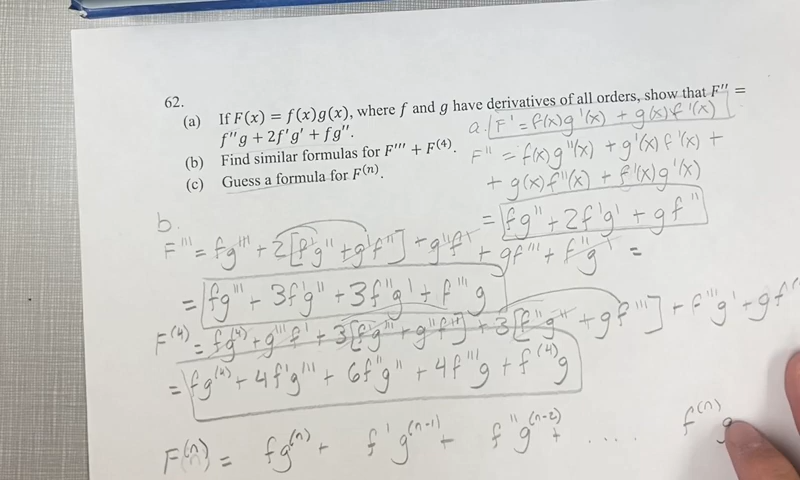 62.
(a) If F(x) = f(x)g(x), where f and g have derivatives of all orders, show that F'' =
f''g + 2f'g' + fg''.
(b) Find similar formulas for F''' + F⁽⁴⁾.
(c) Guess a formula for F⁽ⁿ⁾.
a. F' = f(x)g'(x) + g(x)f'(x)
F'' = f(x)g''(x) + g'(x)f'(x) +
+ g(x)f''(x) + f'(x)g'(x)
= fg'' + 2f'g' + gf''
b.
F''' = fg''' + 2[f'g'' + g'f''] + g''f' + gf''' + f''g' =
= fg''' + 3f'g'' + 3f''g' + f'''g
F⁽⁴⁾ = fg⁽⁴⁾ + g'''f' + 3[f'g''' + g''f''] + 3[f''g'' + g'f'''] + f'''g' + gf⁽
= fg⁽⁴⁾ + 4f'g''' + 6f''g'' + 4f'''g + f⁽⁴⁾g
F⁽ⁿ⁾ = fg⁽ⁿ⁾ + f'g⁽ⁿ⁻¹⁾ + f''g⁽ⁿ⁻²⁾ + .... f⁽ⁿ⁾g